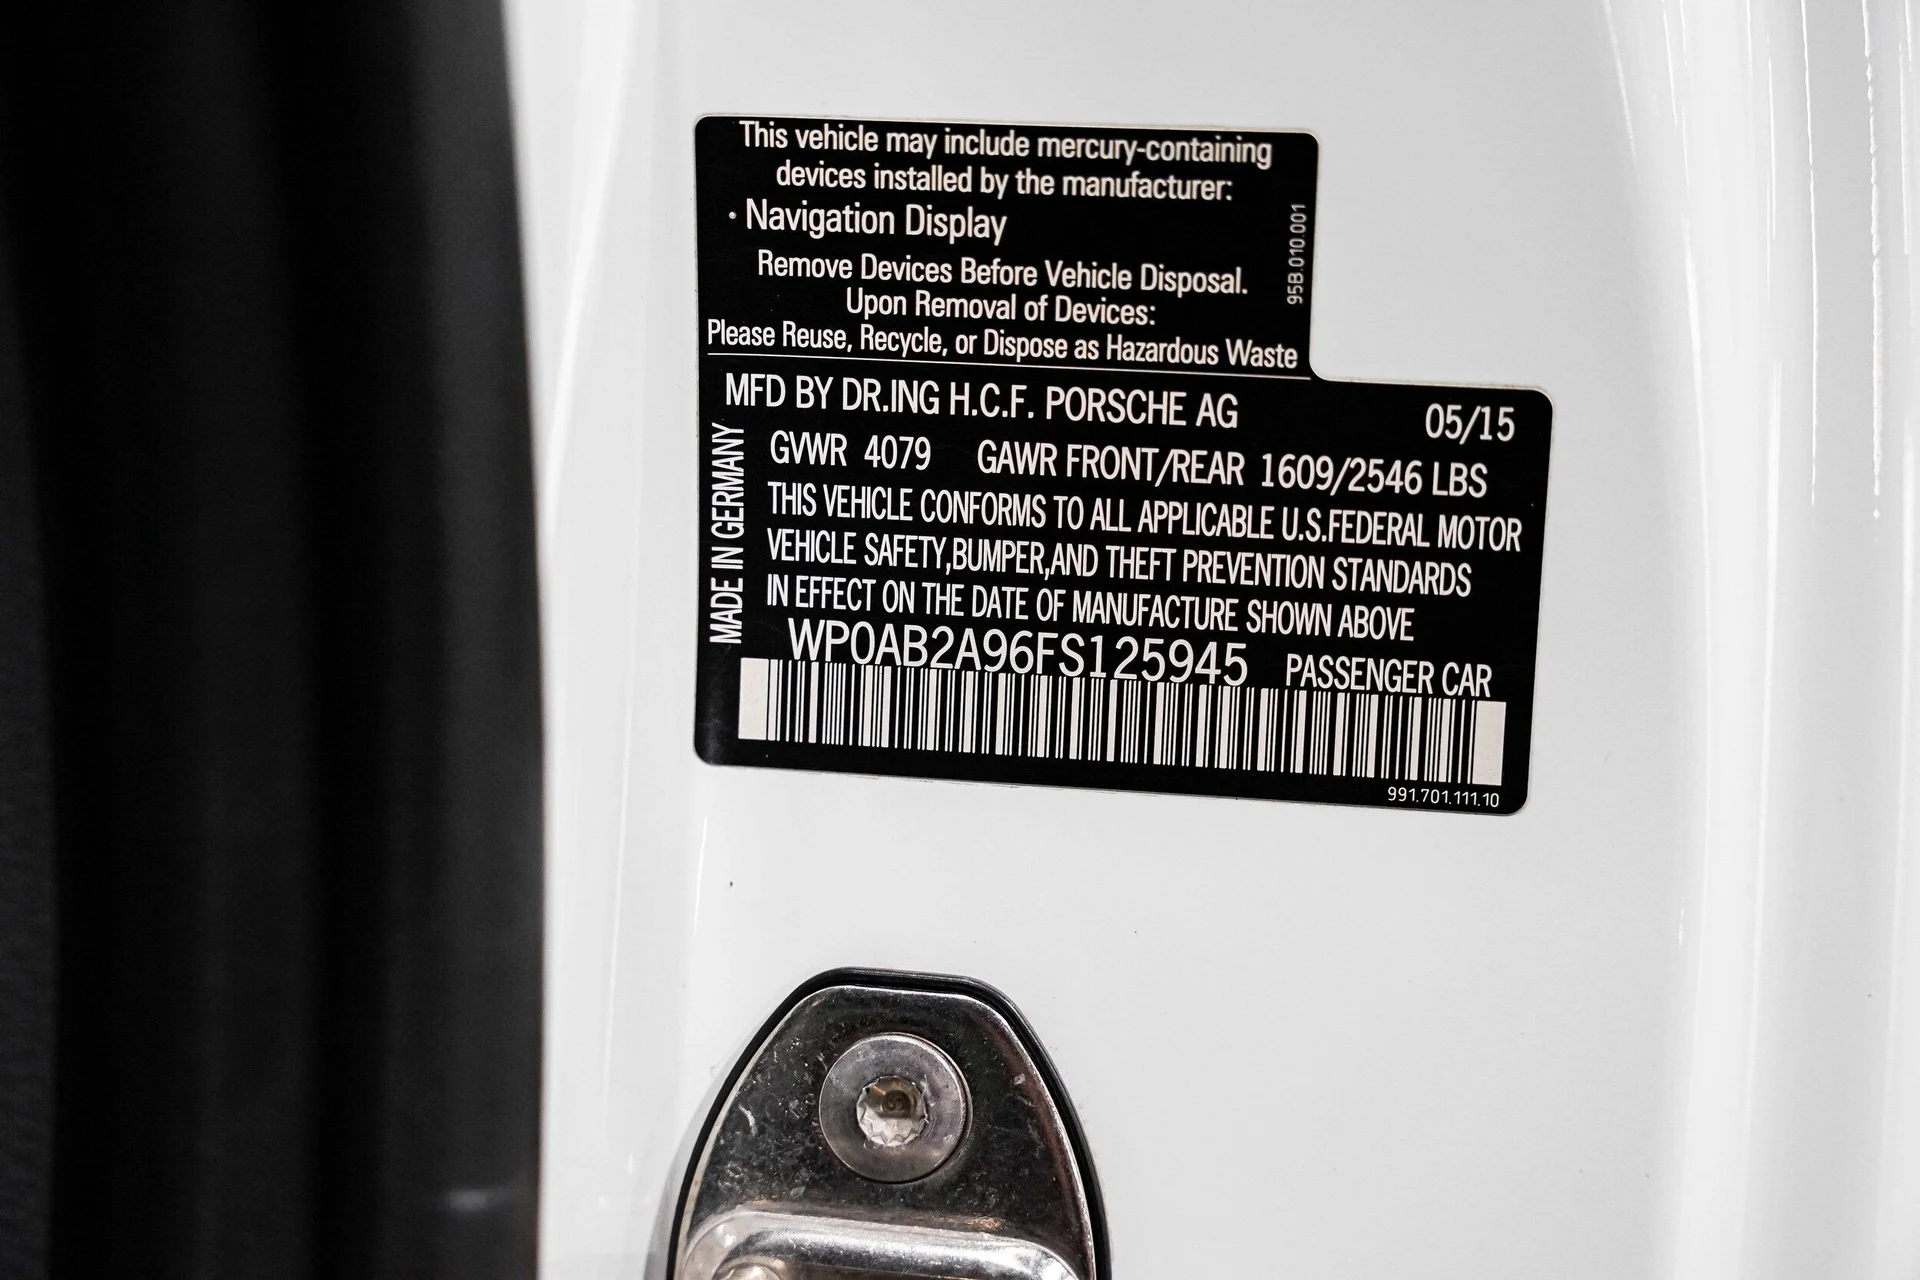 This vehicle may include mercury-containing
devices installed by the manufacturer:
· Navigation Display
Remove Devices Before Vehicle Disposal.
Upon Removal of Devices:
Please Reuse, Recycle, or Dispose as Hazardous Waste
95B.010.001
MFD BY DR.ING H.C.F. PORSCHE AG 05/15
GVWR 4079 GAWR FRONT/REAR 1609/2546 LBS
THIS VEHICLE CONFORMS TO ALL APPLICABLE U.S.FEDERAL MOTOR
VEHICLE SAFETY,BUMPER,AND THEFT PREVENTION STANDARDS
IN EFFECT ON THE DATE OF MANUFACTURE SHOWN ABOVE
MADE IN GERMANY
WP0AB2A96FS125945 PASSENGER CAR
991.701.111.10